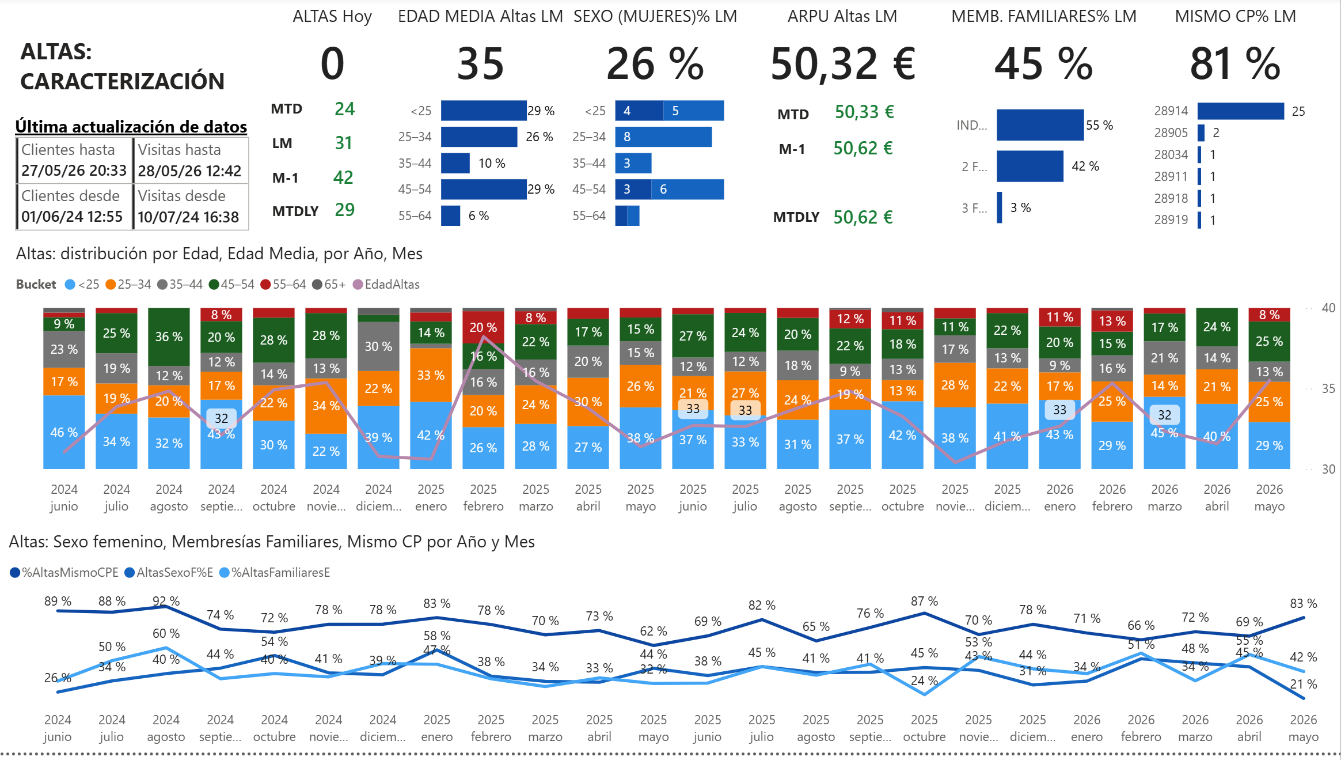 ALTAS:
CARACTERIZACIÓN
Última actualización de datos
Clientes hasta
27/05/26 20:33
Visitas hasta
28/05/26 12:42
Clientes desde
01/06/24 12:55
Visitas desde
10/07/24 16:38
ALTAS Hoy
0
MTD 24
LM 31
M-1 42
MTDLY 29
EDAD MEDIA Altas LM
35
<25 29 %
25–34 26 %
35–44 10 %
45–54 29 %
55–64 6 %
SEXO (MUJERES)% LM
26 %
<25 4 5
25–34 8
35–44 3
45–54 3 6
55–64
ARPU Altas LM
50,32 €
MTD 50,33 €
M-1 50,62 €
MTDLY 50,62 €
MEMB. FAMILIARES% LM
45 %
IND... 55 %
2 F... 42 %
3 F... 3 %
MISMO CP% LM
81 %
28914 25
28905 2
28034 1
28911 1
28918 1
28919 1
Altas: distribución por Edad, Edad Media, por Año, Mes
Bucket <25 25–34 35–44 45–54 55–64 65+ EdadAltas
40
35
30
9 % 23 % 17 % 46 %
25 % 19 % 19 % 34 %
36 % 12 % 20 % 32 %
8 % 20 % 12 % 17 % 32 43 %
28 % 14 % 22 % 30 %
28 % 13 % 34 % 22 %
30 % 22 % 39 %
14 % 33 % 42 %
20 % 16 % 16 % 20 % 26 %
8 % 22 % 16 % 24 % 28 %
17 % 20 % 30 % 27 %
15 % 15 % 26 % 38 %
27 % 12 % 21 % 33 37 %
24 % 12 % 27 % 33 33 %
20 % 18 % 24 % 31 %
12 % 22 % 9 % 19 % 37 %
11 % 18 % 13 % 13 % 42 %
11 % 17 % 28 % 38 %
22 % 13 % 22 % 41 %
11 % 20 % 9 % 17 % 33 43 %
13 % 15 % 16 % 25 % 29 %
17 % 21 % 14 % 32 45 %
24 % 14 % 21 % 40 %
8 % 25 % 13 % 25 % 29 %
2024 2024 2024 2024 2024 2024 2024 2025 2025 2025 2025 2025 2025 2025 2025 2025 2025 2025 2025 2026 2026 2026 2026 2026
junio julio agosto septie... octubre novie... diciem... enero febrero marzo abril mayo junio julio agosto septie... octubre novie... diciem... enero febrero marzo abril mayo
Altas: Sexo femenino, Membresías Familiares, Mismo CP por Año y Mes
%AltasMismoCPE AltasSexoF%E %AltasFamiliaresE
89 % 88 % 92 % 74 % 72 % 78 % 78 % 83 % 78 % 70 % 73 % 62 % 69 % 82 % 65 % 76 % 87 % 70 % 78 % 71 % 66 % 72 % 69 % 83 %
26 % 50 % 60 % 44 % 54 % 41 % 39 % 58 % 38 % 34 % 33 % 44 % 38 % 45 % 41 % 41 % 45 % 53 % 44 % 34 % 51 % 48 % 55 % 42 %
34 % 40 % 40 % 47 % 32 % 24 % 43 % 31 % 34 % 45 % 21 %
2024 2024 2024 2024 2024 2024 2024 2025 2025 2025 2025 2025 2025 2025 2025 2025 2025 2025 2025 2026 2026 2026 2026 2026
junio julio agosto septie... octubre novie... diciem... enero febrero marzo abril mayo junio julio agosto septie... octubre novie... diciem... enero febrero marzo abril mayo